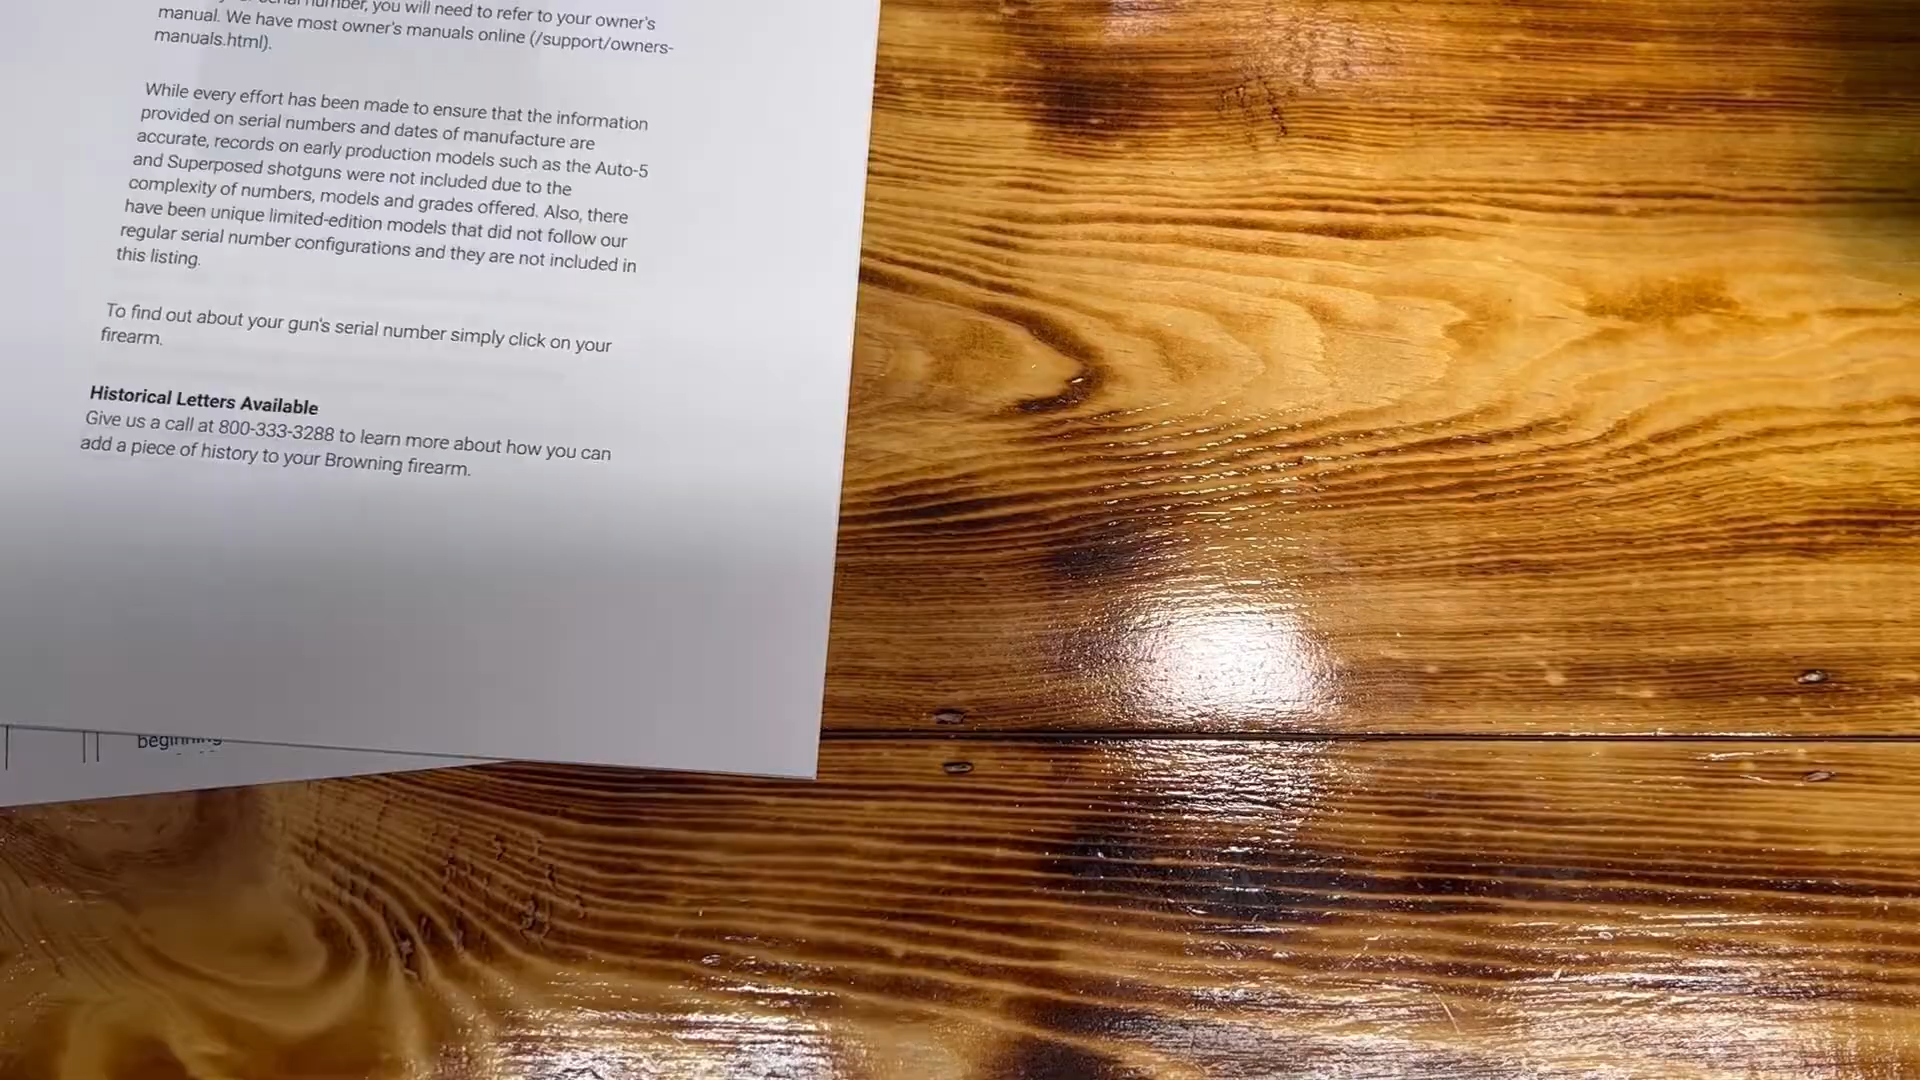 serial number, you will need to refer to your owner's
manual. We have most owner's manuals online (/support/owners-
manuals.html).
While every effort has been made to ensure that the information
provided on serial numbers and dates of manufacture are
accurate, records on early production models such as the Auto-5
and Superposed shotguns were not included due to the
complexity of numbers, models and grades offered. Also, there
have been unique limited-edition models that did not follow our
regular serial number configurations and they are not included in
this listing.
To find out about your gun's serial number simply click on your
firearm.
Historical Letters Available
Give us a call at 800-333-3288 to learn more about how you can
add a piece of history to your Browning firearm.
beginning